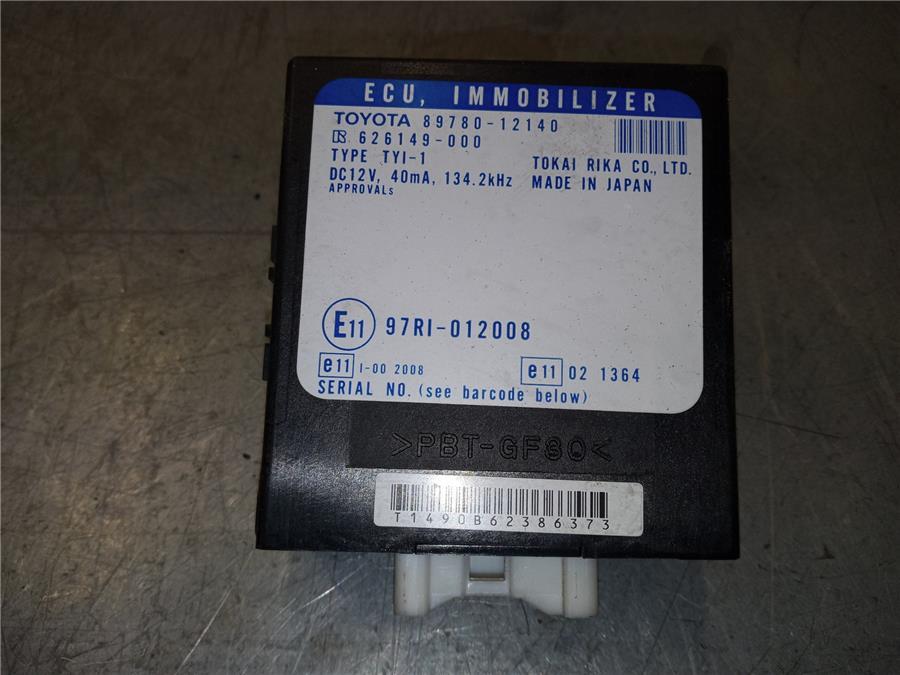 ECU, IMMOBILIZER
TOYOTA 89780-12140
R 626149-000
TYPE TYI-1 TOKAI RIKA CO., LTD.
DC12V, 40mA, 134.2kHz MADE IN JAPAN
APPROVALs
E11 97RI-012008
e11 I-00 2008 e11 02 1364
SERIAL NO. (see barcode below)
>PBT-GF30<
T1490B62386373